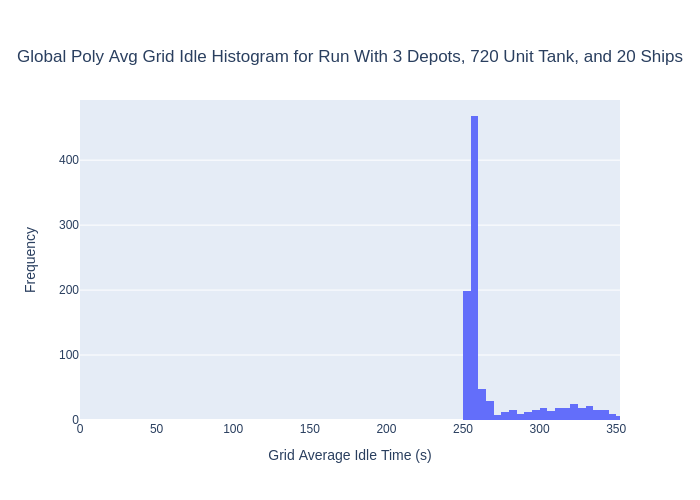 Global Poly Avg Grid Idle Histogram for Run With 3 Depots, 720 Unit Tank, and 20 Ships
400
300
200
100
0
Frequency
0 50 100 150 200 250 300 350
Grid Average Idle Time (s)